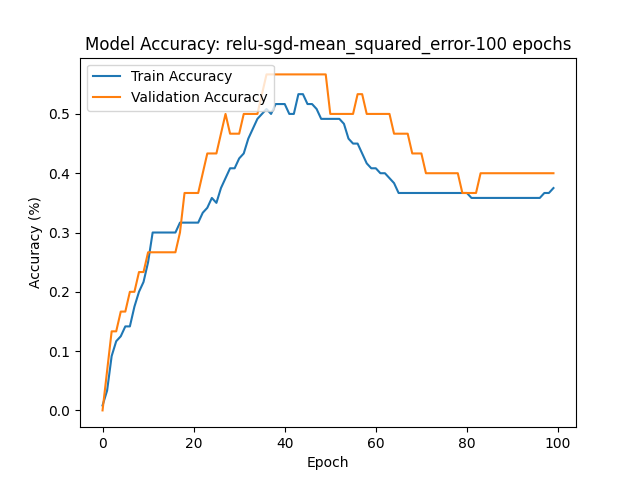 Model Accuracy: relu-sgd-mean_squared_error-100 epochs
Train Accuracy
Validation Accuracy
Accuracy (%)
0.5
0.4
0.3
0.2
0.1
0.0
0 20 40 60 80 100
Epoch